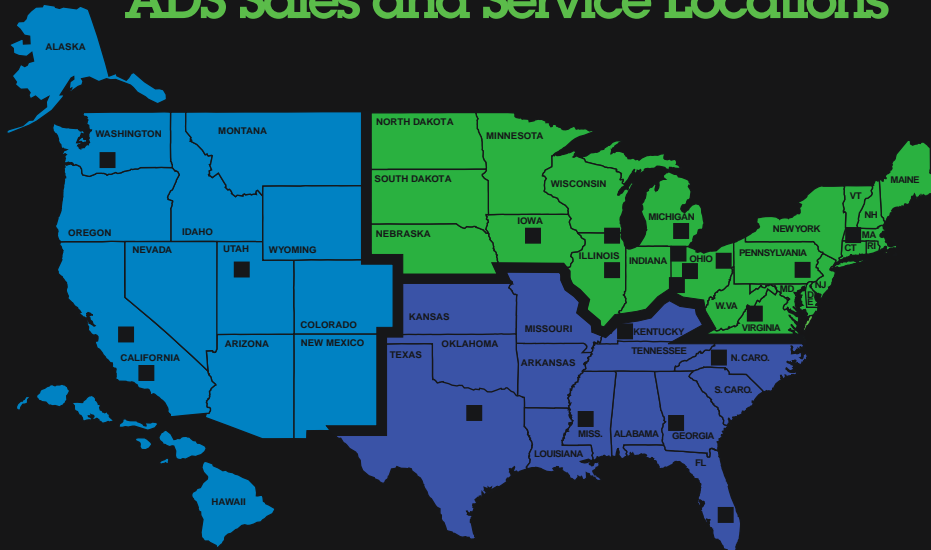 ADS Sales and Service Locations
ALASKA
WASHINGTON
MONTANA
NORTH DAKOTA
MINNESOTA
SOUTH DAKOTA
WISCONSIN
MAINE
VT
NH
MICHIGAN
OREGON
IDAHO
NEBRASKA
IOWA
NEW YORK
MA
NEVADA
UTAH
WYOMING
ILLINOIS
INDIANA
OHIO
PENNSYLVANIA
CT
RI
NJ
MD
DE
W.VA
VIRGINIA
COLORADO
KANSAS
MISSOURI
KENTUCKY
CALIFORNIA
ARIZONA
NEW MEXICO
TEXAS
OKLAHOMA
ARKANSAS
TENNESSEE
N. CARO.
S. CARO.
MISS.
ALABAMA
GEORGIA
LOUISIANA
FL
HAWAII